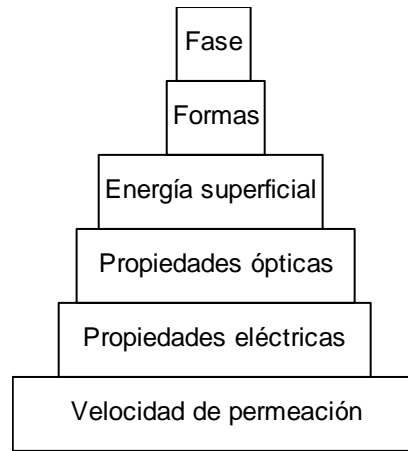 Fase
Formas
Energía superficial
Propiedades ópticas
Propiedades eléctricas
Velocidad de permeación